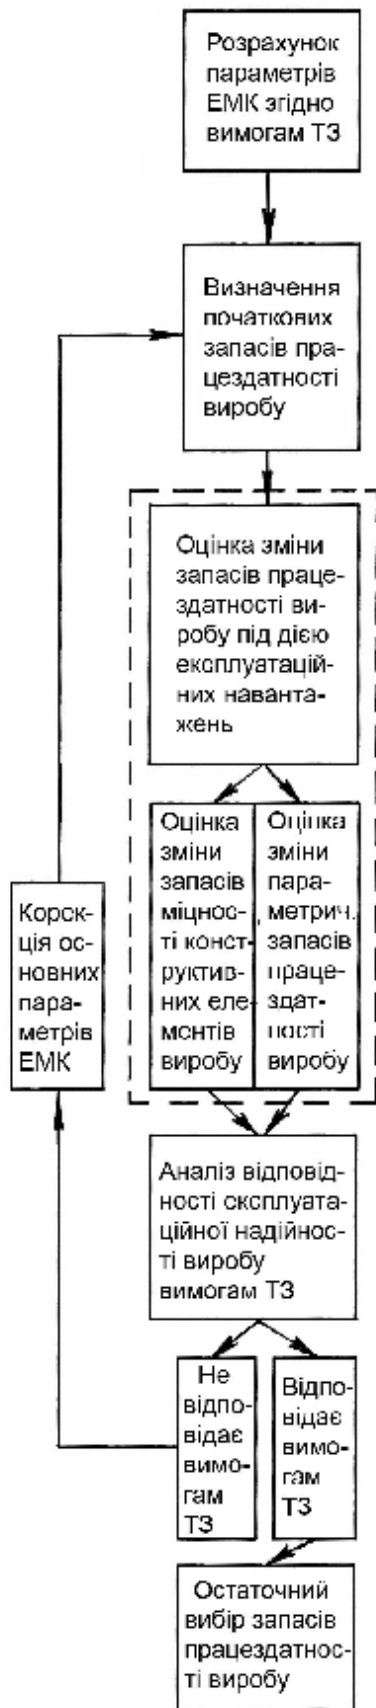 Розрахунок
параметрів
ЕМК згідно
вимогам ТЗ
Визначення
початкових
запасів пра-
цездатності
виробу
Оцінка зміни
запасів праце-
здатності ви-
робу під дією
експлуатацій-
них наванта-
жень
Оцінка
зміни
запасів
міцнос-
ті конст-
руктив-
них еле-
ментів
виробу
Оцінка
зміни
пара-
метрич.
запасів
праце-
здат-
ності
виробу
Корек-
ція ос-
новних
пара-
метрів
ЕМК
Аналіз відповід-
ності експлуата-
ційної надійнос-
ті виробу
вимогам ТЗ
Не
відпо-
відає
вимо-
гам
ТЗ
Відпо-
відає
вимо-
гам
ТЗ
Остаточний
вибір запасів
працездатнос-
ті виробу